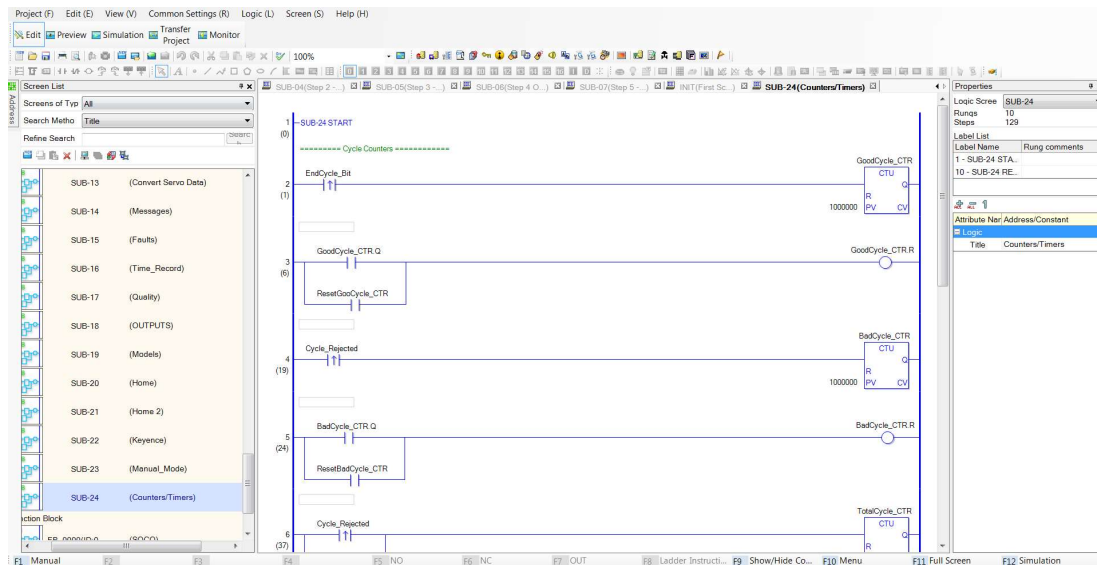 Project (F) Edit (E) View (V) Common Settings (R) Logic (L) Screen (S) Help (H)
Edit Preview Simulation Transfer Project Monitor
100%
Screen List
Address
Screens of Typ All
Search Metho Title
Refine Search
SUB-13 (Convert Servo Data)
SUB-14 (Messages)
SUB-15 (Faults)
SUB-16 (Time_Record)
SUB-17 (Quality)
SUB-18 (OUTPUTS)
SUB-19 (Models)
SUB-20 (Home)
SUB-21 (Home 2)
SUB-22 (Keyence)
SUB-23 (Manual_Mode)
SUB-24 (Counters/Timers)
nction Block
SUB-04(Step 2 -...) SUB-05(Step 3 -...) SUB-06(Step 4 O...) SUB-07(Step 5 -...) INIT(First Sc...) SUB-24(Counters/Timers)
1 SUB-24 START
(0)
========= Cycle Counters ============
GoodCycle_CTR
EndCycle_Bit CTU
2 Q
(1) R
1000000 PV CV
GoodCycle_CTR.Q GoodCycle_CTR.R
3
(6)
ResetGooCycle_CTR
BadCycle_CTR
Cycle_Rejected CTU
4 Q
(19) R
1000000 PV CV
BadCycle_CTR.Q BadCycle_CTR.R
5
(24)
ResetBadCycle_CTR
TotalCycle_CTR
Cycle_Rejected CTU
6 Q
(37) R
Properties
Logic Scree SUB-24
Rungs 10
Steps 129
Label List
Label Name Rung comments
1 - SUB-24 STA...
10 - SUB-24 RE...
Attribute Nar Address/Constant
Logic
Title Counters/Timers
F1 Manual F2 F3 F4 F5 NO F6 NC F7 OUT F8 Ladder Instructi... F9 Show/Hide Co... F10 Menu F11 Full Screen F12 Simulation